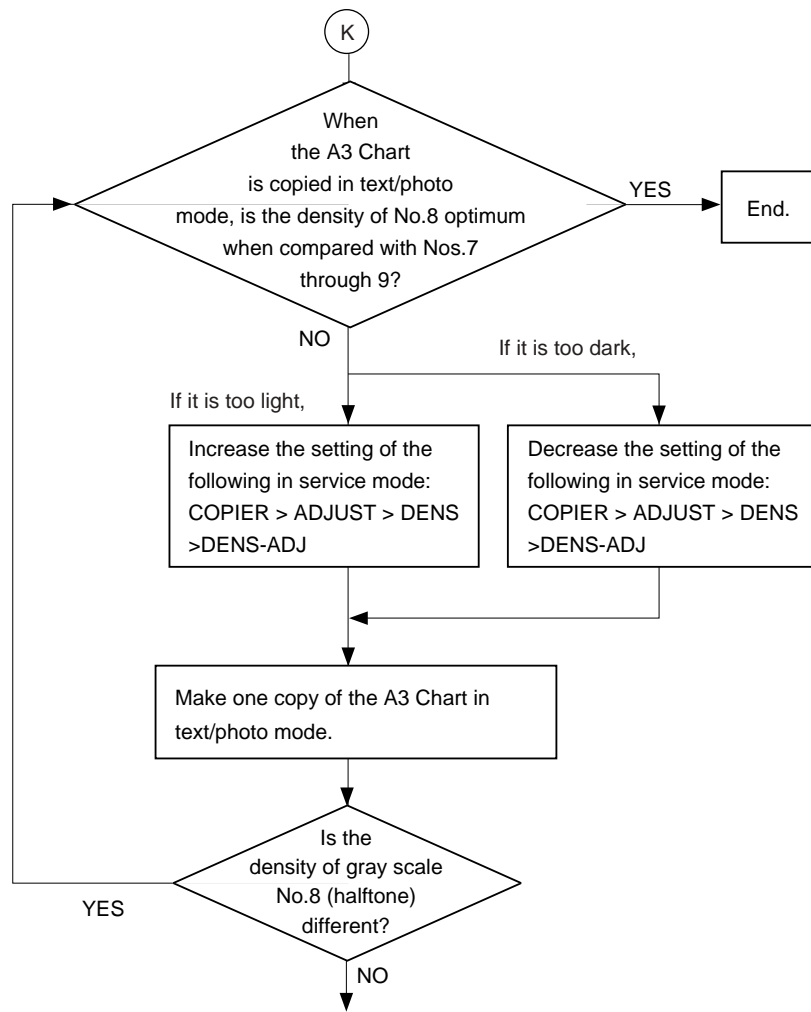 K
When
the A3 Chart
is copied in text/photo
mode, is the density of No.8 optimum
when compared with Nos.7
through 9?
YES
End.
NO
If it is too dark,
If it is too light,
Increase the setting of the
following in service mode:
COPIER > ADJUST > DENS
>DENS-ADJ
Decrease the setting of the
following in service mode:
COPIER > ADJUST > DENS
>DENS-ADJ
Make one copy of the A3 Chart in
text/photo mode.
Is the
density of gray scale
No.8 (halftone)
different?
YES
NO